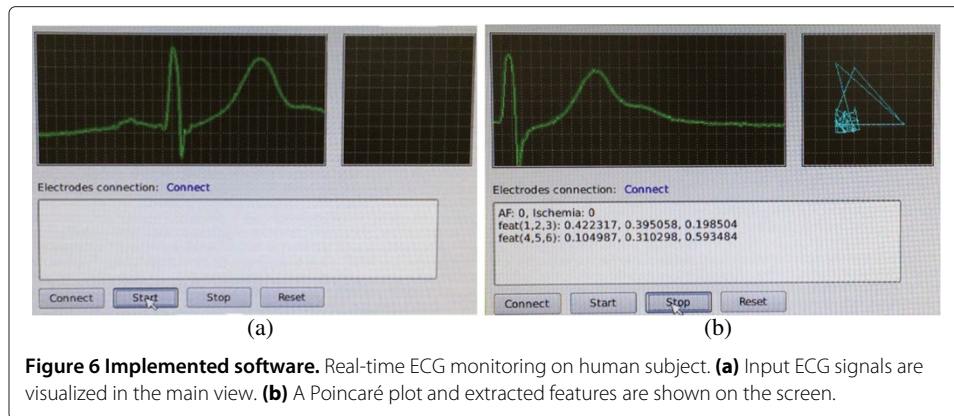 Electrodes connection: Connect
Connect Start Stop Reset
(a)
Electrodes connection: Connect
AF: 0, Ischemia: 0
feat(1,2,3): 0.422317, 0.395058, 0.198504
feat(4,5,6): 0.104987, 0.310298, 0.593484
Connect Start Stop Reset
(b)
Figure 6 Implemented software. Real-time ECG monitoring on human subject. (a) Input ECG signals are
visualized in the main view. (b) A Poincaré plot and extracted features are shown on the screen.